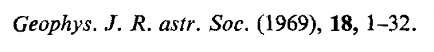 Geophys. J. R. astr. Soc. (1969), 18, 1–32.